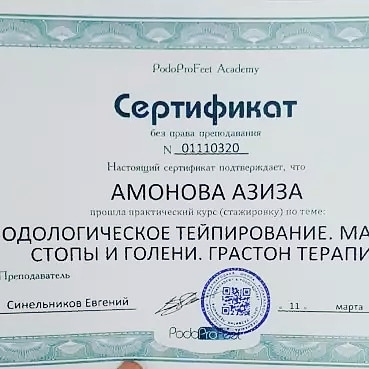 PodoProFeet Academy
Сертификат
без права преподавания
N 01110320
Настоящий сертификат подтверждает, что
АМОНОВА АЗИЗА
прошла практический курс (стажировку) по теме:
ОДОЛОГИЧЕСКОЕ ТЕЙПИРОВАНИЕ. МА
СТОПЫ И ГОЛЕНИ. ГРАСТОН ТЕРАПИ
Преподаватель
Синельников Евгений
- 11 - марта
PodoProFeet